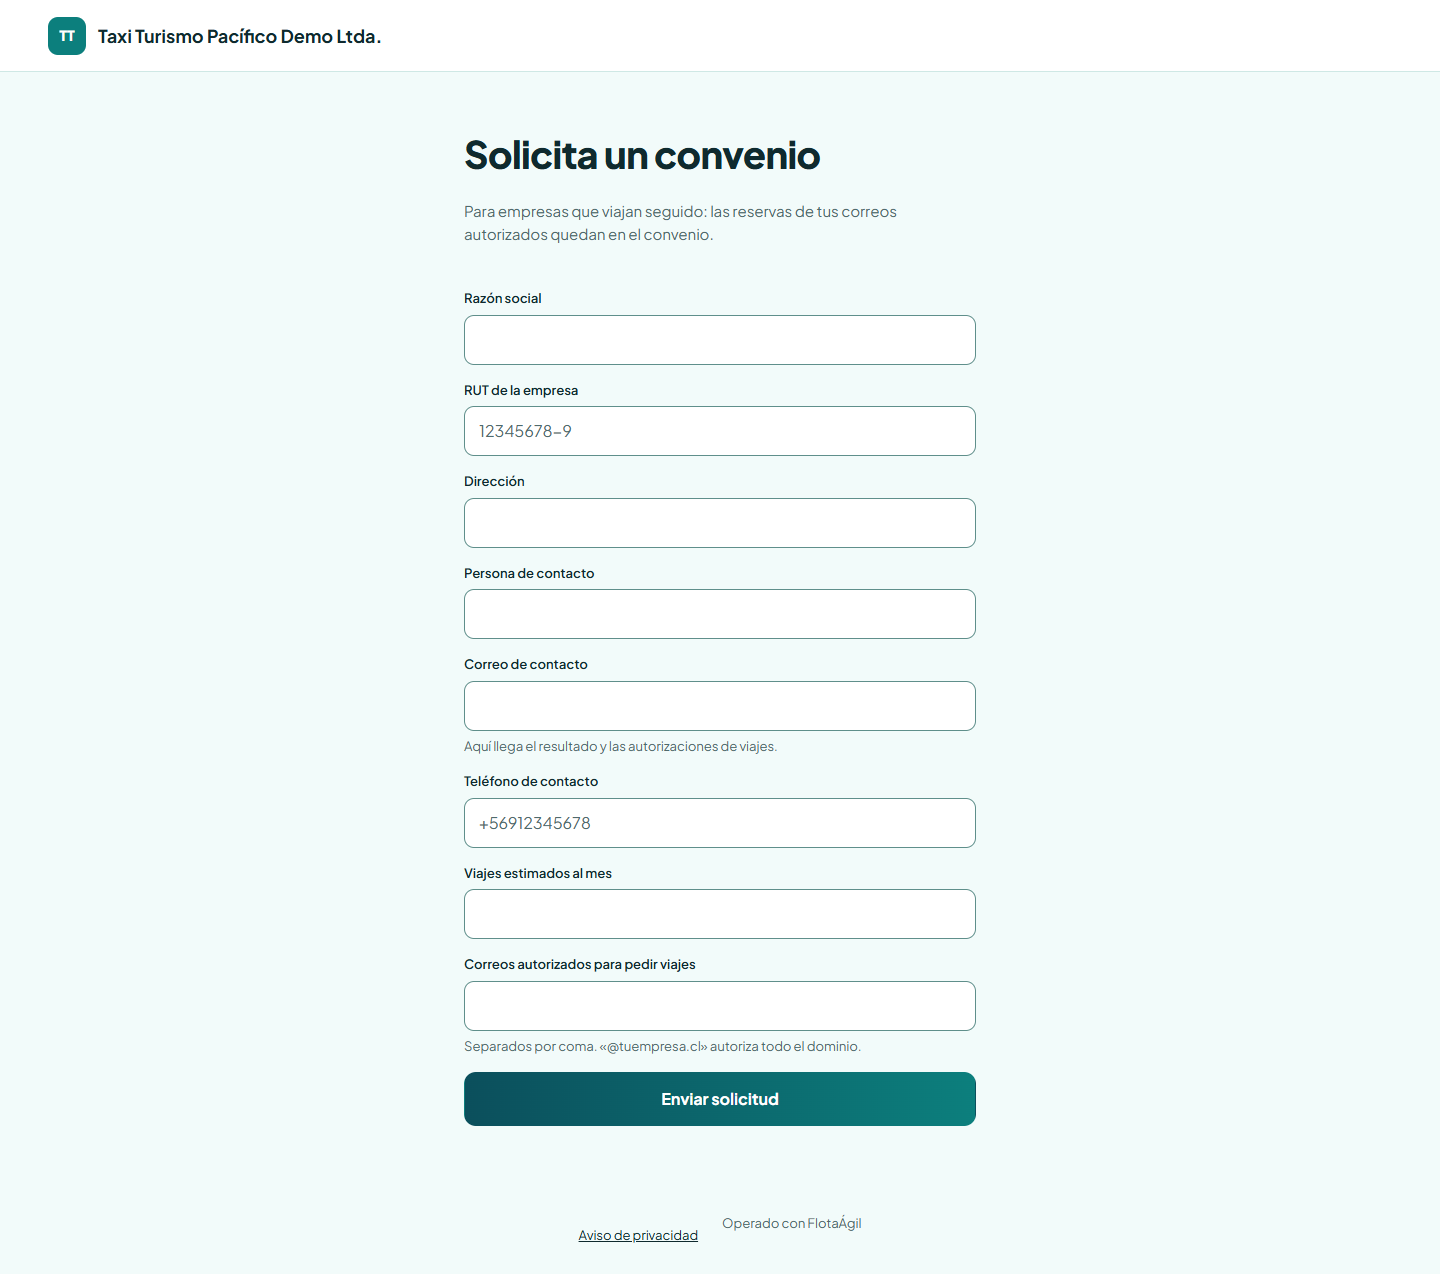 TT
Taxi Turismo Pacífico Demo Ltda.
Solicita un convenio
Para empresas que viajan seguido: las reservas de tus correos
autorizados quedan en el convenio.
Razón social
RUT de la empresa
12345678-9
Dirección
Persona de contacto
Correo de contacto
Aquí llega el resultado y las autorizaciones de viajes.
Teléfono de contacto
+56912345678
Viajes estimados al mes
Correos autorizados para pedir viajes
Separados por coma. «@tuempresa.cl» autoriza todo el dominio.
Enviar solicitud
Aviso de privacidad
Operado con FlotaÁgil